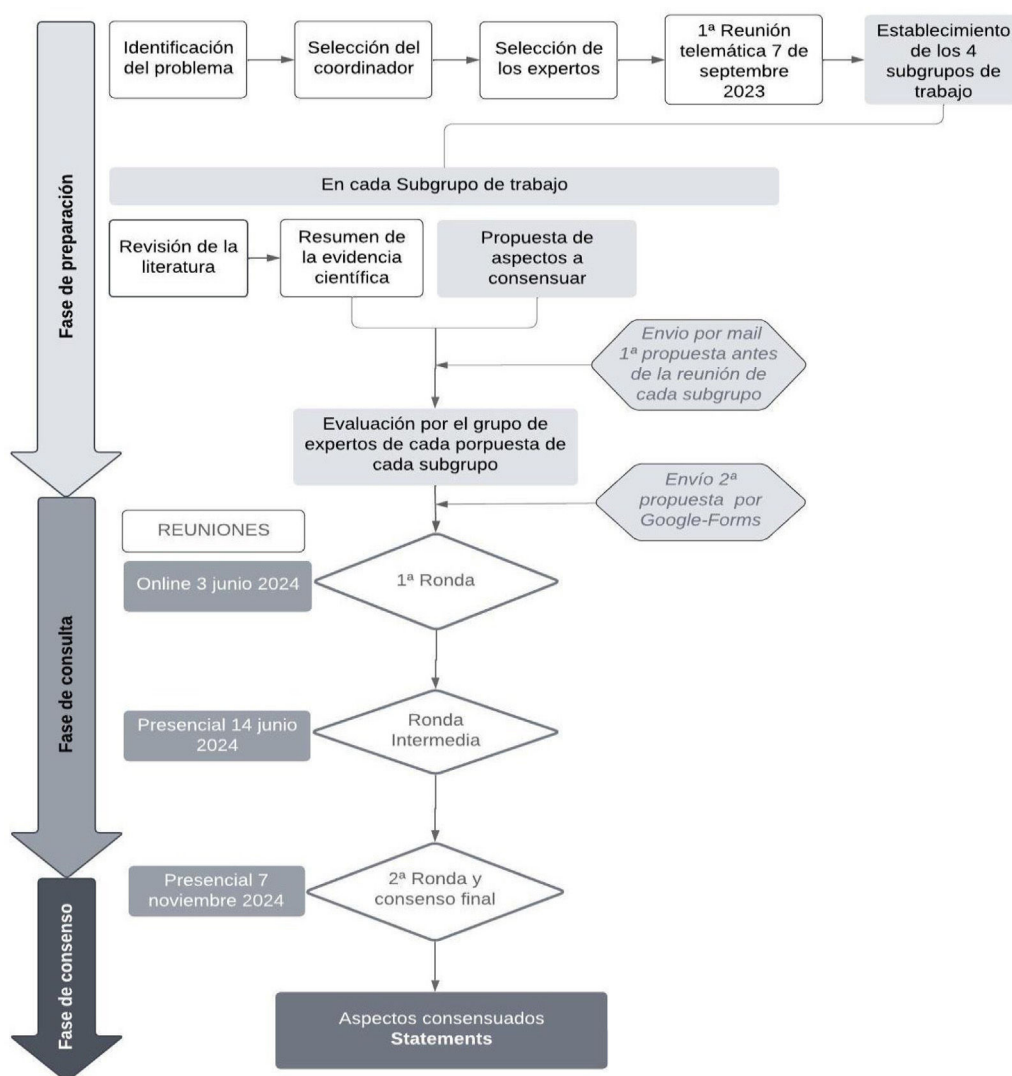 Identificación
del problema
Selección del
coordinador
Selección de
los expertos
1ª Reunión
telemática 7 de
septiembre
2023
Establecimiento
de los 4
subgrupos de
trabajo
Fase de preparación
En cada Subgrupo de trabajo
Revisión de la
literatura
Resumen de
la evidencia
científica
Propuesta de
aspectos a
consensuar
Envio por mail
1ª propuesta antes
de la reunión de
cada subgrupo
Evaluación por el grupo de
expertos de cada porpuesta de
cada subgrupo
Envío 2ª
propuesta por
Google-Forms
Fase de consulta
REUNIONES
Online 3 junio 2024
1ª Ronda
Presencial 14 junio
2024
Ronda
Intermedia
Fase de consenso
Presencial 7
noviembre 2024
2ª Ronda y
consenso final
Aspectos consensuados
Statements